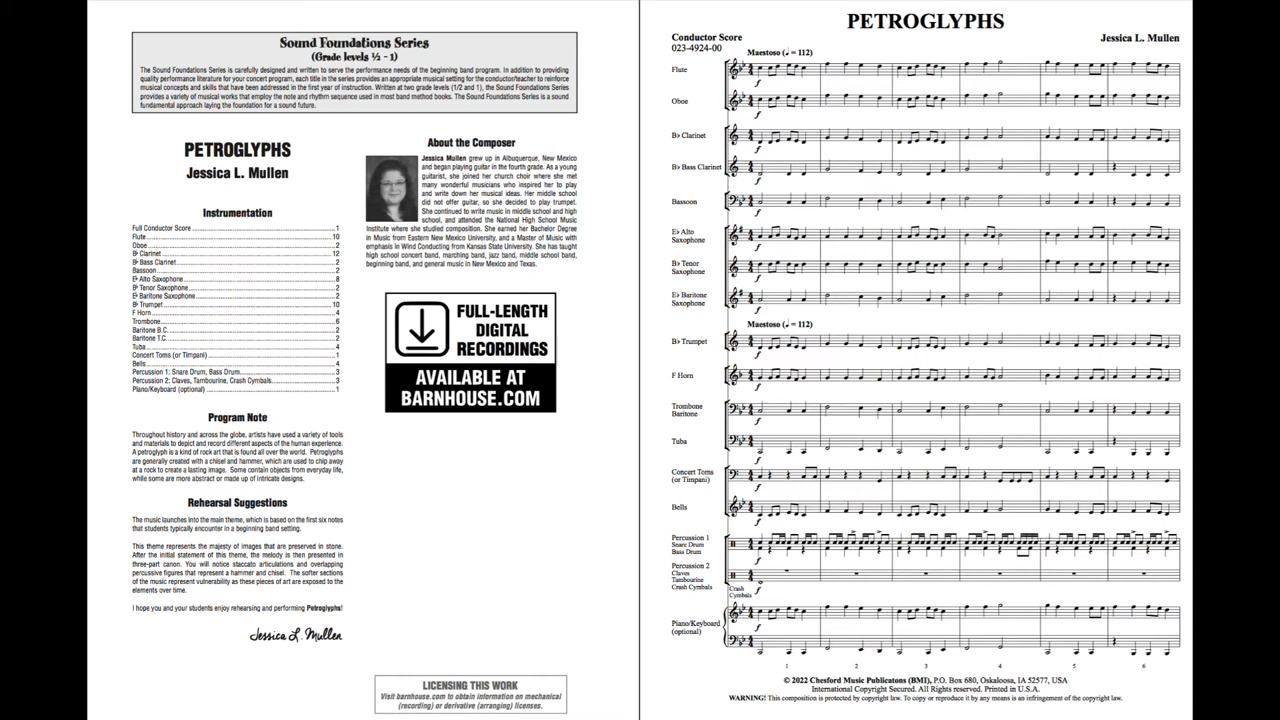 Sound Foundations Series
(Grade levels ½ - 1)
The Sound Foundations Series is carefully designed and written to serve the performance needs of the beginning band program. In addition to providing
quality performance literature for your concert program, each title in the series provides an appropriate musical setting for the conductor/teacher to reinforce
musical concepts and skills that have been addressed in the first year of instruction. Written at two grade levels (1/2 and 1), the Sound Foundations Series
provides a variety of musical works that employ the note and rhythm sequence used in most band method books. The Sound Foundations Series is a sound
fundamental approach laying the foundation for a sound future.
PETROGLYPHS
Jessica L. Mullen
Instrumentation
Full Conductor Score 1
Flute 10
Oboe 2
B♭ Clarinet 12
B♭ Bass Clarinet 2
Bassoon 2
E♭ Alto Saxophone 8
B♭ Tenor Saxophone 2
E♭ Baritone Saxophone 2
B♭ Trumpet 10
F Horn 4
Trombone 6
Baritone B.C. 2
Baritone T.C. 2
Tuba 4
Concert Toms (or Timpani) 1
Bells 4
Percussion 1: Snare Drum, Bass Drum 3
Percussion 2: Claves, Tambourine, Crash Cymbals 3
Piano/Keyboard (optional) 1
Program Note
Throughout history and across the globe, artists have used a variety of tools
and materials to depict and record different aspects of the human experience.
A petroglyph is a kind of rock art that is found all over the world. Petroglyphs
are generally created with a chisel and hammer, which are used to chip away
at a rock to create a lasting image. Some contain objects from everyday life,
while some are more abstract or made up of intricate designs.
Rehearsal Suggestions
The music launches into the main theme, which is based on the first six notes
that students typically encounter in a beginning band setting.
This theme represents the majesty of images that are preserved in stone.
After the initial statement of this theme, the melody is then presented in
three-part canon. You will notice staccato articulations and overlapping
percussive figures that represent a hammer and chisel. The softer sections
of the music represent vulnerability as these pieces of art are exposed to the
elements over time.
I hope you and your students enjoy rehearsing and performing Petroglyphs!
Jessica L. Mullen
About the Composer
Jessica Mullen grew up in Albuquerque, New Mexico
and began playing guitar in the fourth grade. As a young
guitarist, she joined her church choir where she met
many wonderful musicians who inspired her to play
and write down her musical ideas. Her middle school
did not offer guitar, so she decided to play trumpet.
She continued to write music in middle school and high
school, and attended the National High School Music
Institute where she studied composition. She earned her Bachelor Degree
in Music from Eastern New Mexico University, and a Master of Music with
emphasis in Wind Conducting from Kansas State University. She has taught
high school concert band, marching band, jazz band, middle school band,
beginning band, and general music in New Mexico and Texas.
FULL-LENGTH
DIGITAL
RECORDINGS
AVAILABLE AT
BARNHOUSE.COM
LICENSING THIS WORK
Visit barnhouse.com to obtain information on mechanical
(recording) or derivative (arranging) licenses.
PETROGLYPHS
Conductor Score
023-4924-00
Jessica L. Mullen
Maestoso (♩ = 112)
Flute
f
Oboe
f
B♭ Clarinet
f
B♭ Bass Clarinet
f
Bassoon
f
E♭ Alto
Saxophone
f
B♭ Tenor
Saxophone
f
E♭ Baritone
Saxophone
f
Maestoso (♩ = 112)
B♭ Trumpet
f
F Horn
f
Trombone
Baritone
f
Tuba
f
Concert Toms
(or Timpani)
f
Bells
f
Percussion 1
Snare Drum
Bass Drum
f
Percussion 2
Claves
Tambourine
Crash Cymbals
Crash
Cymbals
f
Piano/Keyboard
(optional)
f
1 2 3 4 5 6
© 2022 Chesford Music Publicatons (BMI), P.O. Box 680, Oskaloosa, IA 52577, USA
International Copyright Secured. All Rights reserved. Printed in U.S.A.
WARNING! This composition is protected by copyright law. To copy or reproduce it by any means is an infringement of the copyright law.